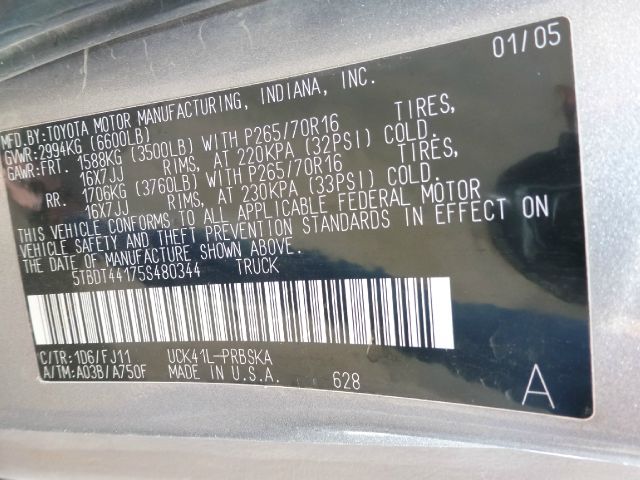 01/05
MFD BY:TOYOTA MOTOR MANUFACTURING, INDIANA, INC.
GVWR:2994KG (6600LB)
GAWR:FRT. 1588KG (3500LB) WITH P265/70R16 TIRES,
16X7JJ RIMS, AT 220KPA (32PSI) COLD.
RR. 1706KG (3760LB) WITH P265/70R16 TIRES,
16X7JJ RIMS, AT 230KPA (33PSI) COLD.
THIS VEHICLE CONFORMS TO ALL APPLICABLE FEDERAL MOTOR
VEHICLE SAFETY AND THEFT PREVENTION STANDARDS IN EFFECT ON
THE DATE OF MANUFACTURE SHOWN ABOVE.
5TBDT44175S480344 TRUCK
C/TR:1D6/FJ11 UCK41L-PRBSKA
A/TM:A03B/A750F MADE IN U.S.A. 628 A